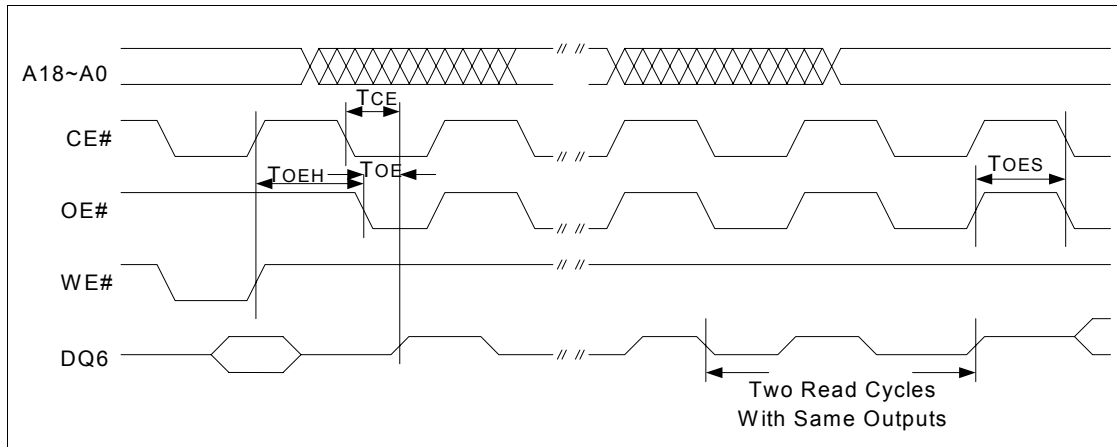 A18~A0
TCE
CE#
TOEH
TOE
TOES
OE#
WE#
DQ6
Two Read Cycles
With Same Outputs